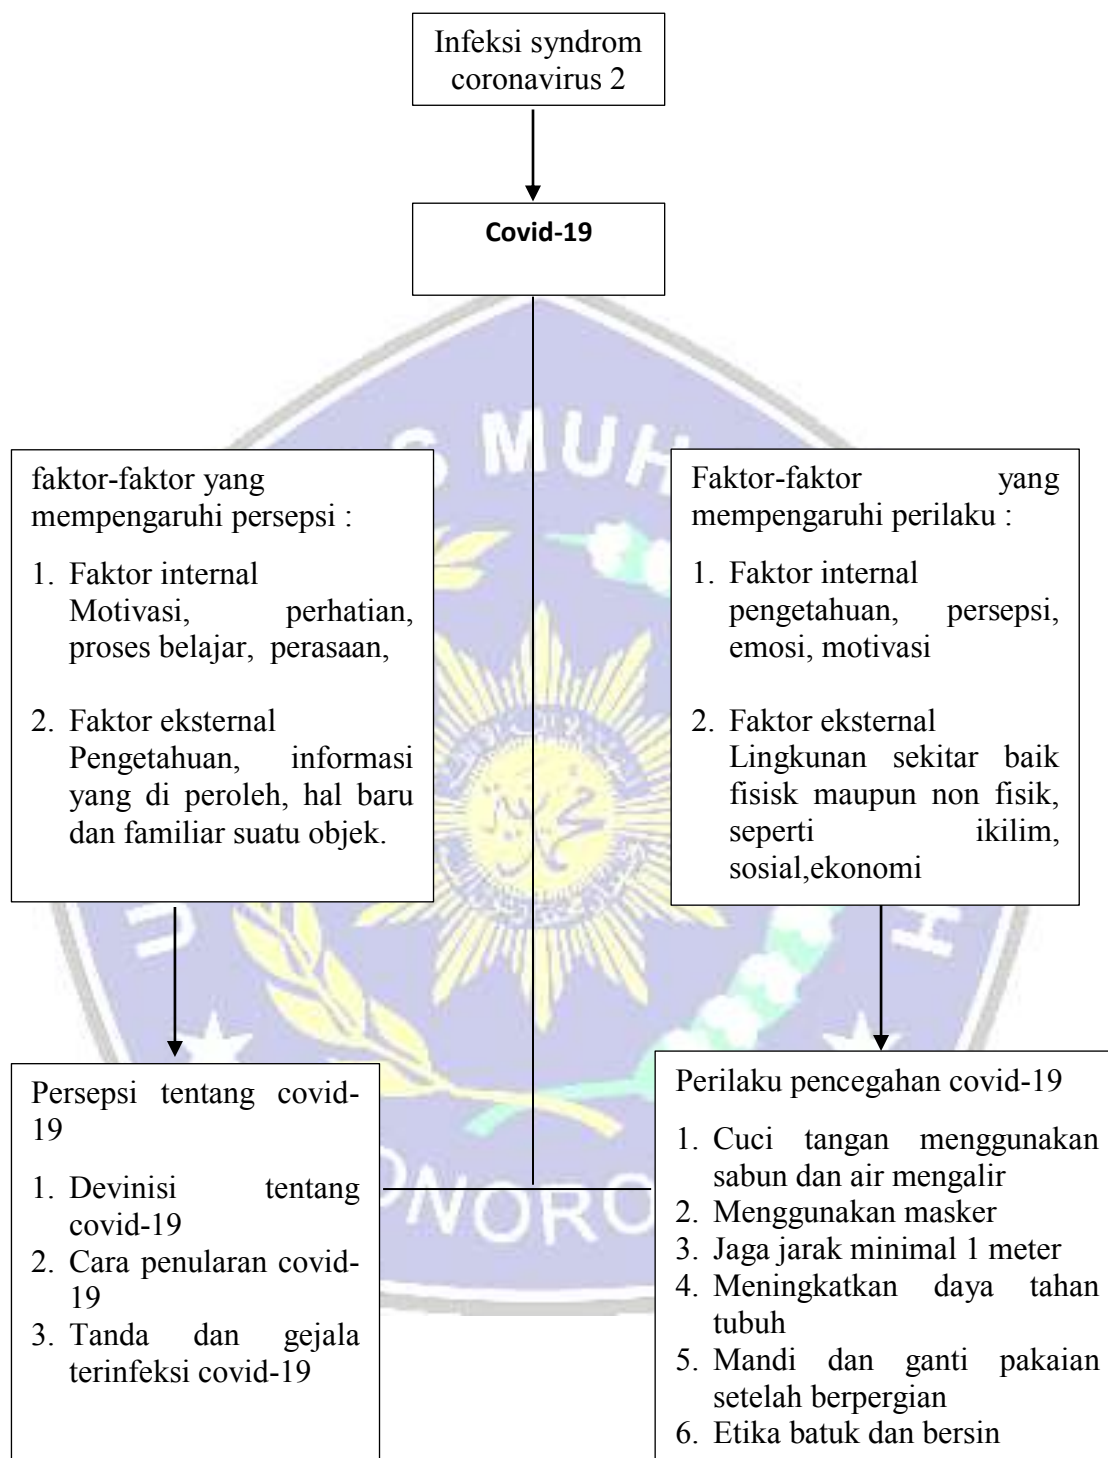 Infeksi syndrom
coronavirus 2
Covid-19
S MUH
faktor-faktor yang
mempengaruhi persepsi :
1. Faktor internal
Motivasi, perhatian,
proses belajar, perasaan,
2. Faktor eksternal
Pengetahuan, informasi
yang di peroleh, hal baru
dan familiar suatu objek.
Faktor-faktor yang
mempengaruhi perilaku :
1. Faktor internal
pengetahuan, persepsi,
emosi, motivasi
2. Faktor eksternal
Lingkunan sekitar baik
fisisk maupun non fisik,
seperti ikilim,
sosial,ekonomi
U
H
Persepsi tentang covid-
19
1. Devinisi tentang
covid-19
2. Cara penularan covid-
19
3. Tanda dan gejala
terinfeksi covid-19
ONORO
Perilaku pencegahan covid-19
1. Cuci tangan menggunakan
sabun dan air mengalir
2. Menggunakan masker
3. Jaga jarak minimal 1 meter
4. Meningkatkan daya tahan
tubuh
5. Mandi dan ganti pakaian
setelah berpergian
6. Etika batuk dan bersin